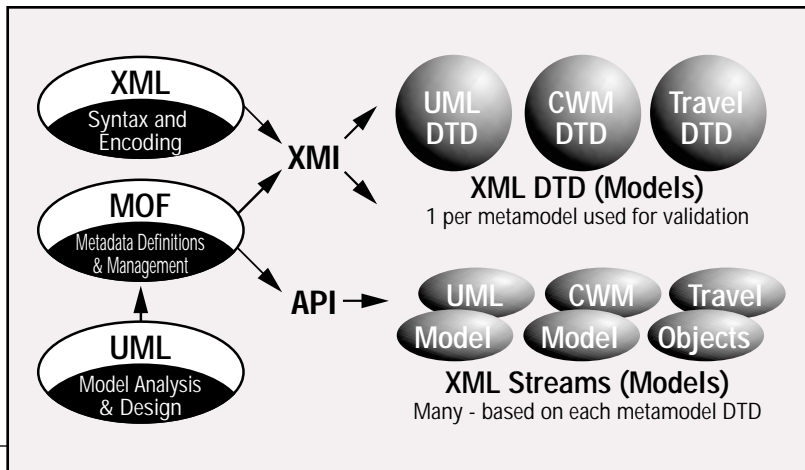 XML
Syntax and
Encoding
MOF
Metadata Definitions
& Management
UML
Model Analysis
& Design
XMI
API
UML
DTD
CWM
DTD
Travel
DTD
XML DTD (Models)
1 per metamodel used for validation
UML
Model
CWM
Model
Travel
Objects
XML Streams (Models)
Many - based on each metamodel DTD